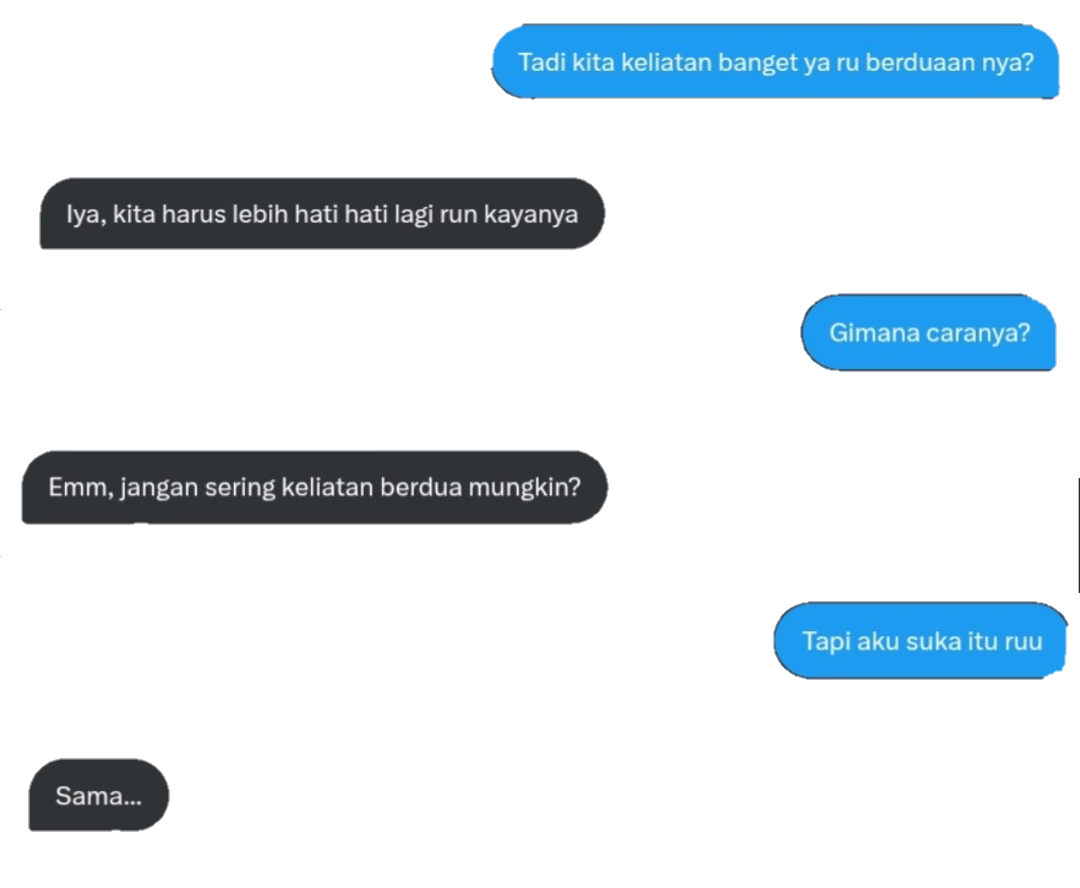 Tadi kita keliatan banget ya ru berduaan nya?
Iya, kita harus lebih hati hati lagi run kayanya
Gimana caranya?
Emm, jangan sering keliatan berdua mungkin?
Tapi aku suka itu ruu
Sama...